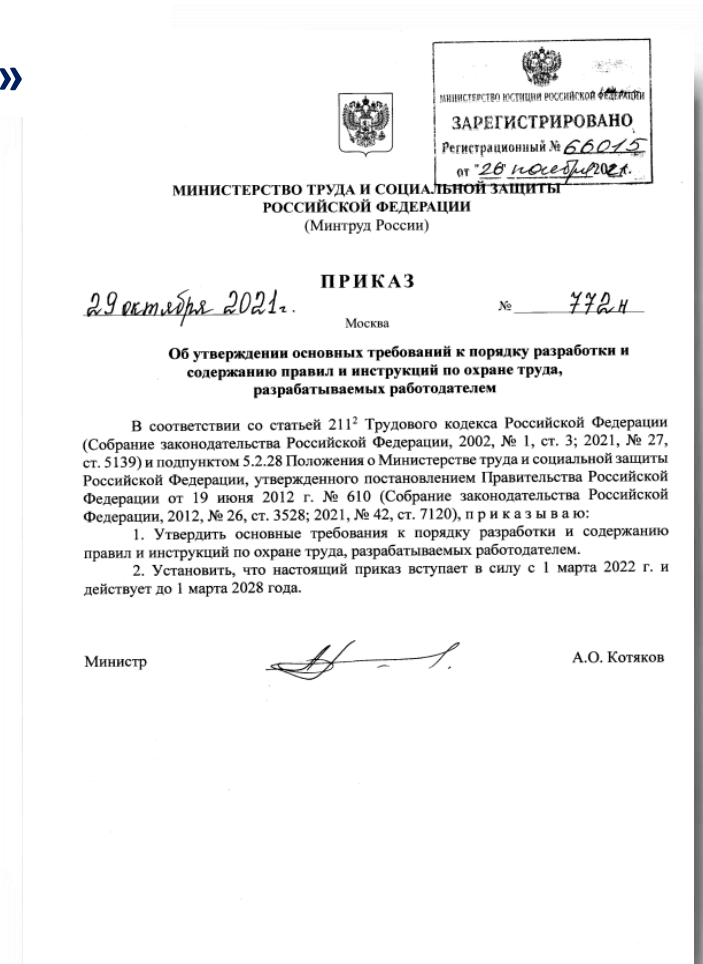 »
МИНИСТЕРСТВО ЮСТИЦИИ РОССИЙСКОЙ ФЕДЕРАЦИИ
ЗАРЕГИСТРИРОВАНО
Регистрационный № 66015
от "26" ноября 2021.
МИНИСТЕРСТВО ТРУДА И СОЦИАЛЬНОЙ ЗАЩИТЫ
РОССИЙСКОЙ ФЕДЕРАЦИИ
(Минтруд России)
ПРИКАЗ
29 октября 2021г. № 772н
Москва
Об утверждении основных требований к порядку разработки и
содержанию правил и инструкций по охране труда,
разрабатываемых работодателем
В соответствии со статьей 211² Трудового кодекса Российской Федерации
(Собрание законодательства Российской Федерации, 2002, № 1, ст. 3; 2021, № 27,
ст. 5139) и подпунктом 5.2.28 Положения о Министерстве труда и социальной защиты
Российской Федерации, утвержденного постановлением Правительства Российской
Федерации от 19 июня 2012 г. № 610 (Собрание законодательства Российской
Федерации, 2012, № 26, ст. 3528; 2021, № 42, ст. 7120), п р и к а з ы в а ю:
1. Утвердить основные требования к порядку разработки и содержанию
правил и инструкций по охране труда, разрабатываемых работодателем.
2. Установить, что настоящий приказ вступает в силу с 1 марта 2022 г. и
действует до 1 марта 2028 года.
Министр А.О. Котяков